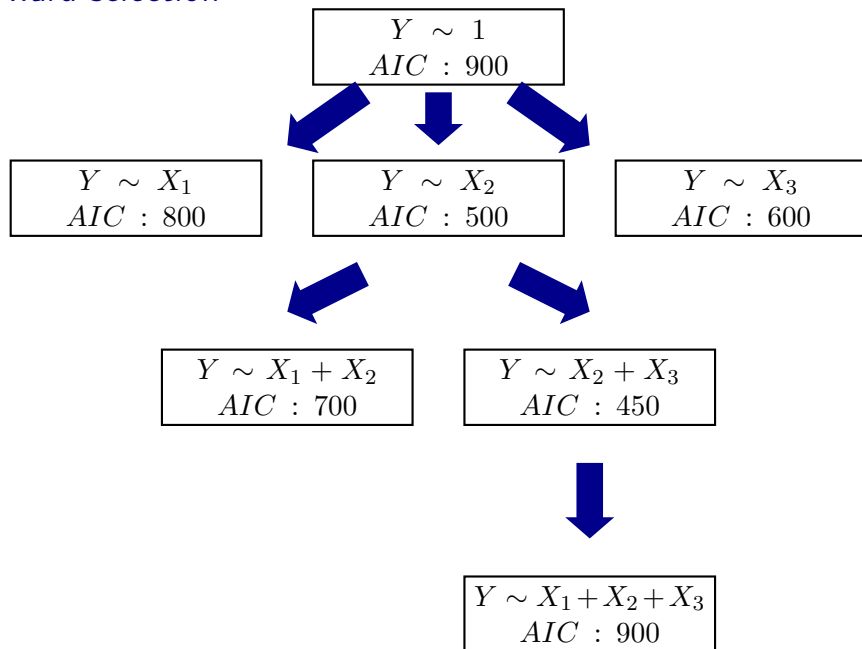 Selection
Y ∼ 1
AIC : 900
Y ∼ X₁
AIC : 800
Y ∼ X₂
AIC : 500
Y ∼ X₃
AIC : 600
Y ∼ X₁ + X₂
AIC : 700
Y ∼ X₂ + X₃
AIC : 450
Y ∼ X₁+X₂+X₃
AIC : 900